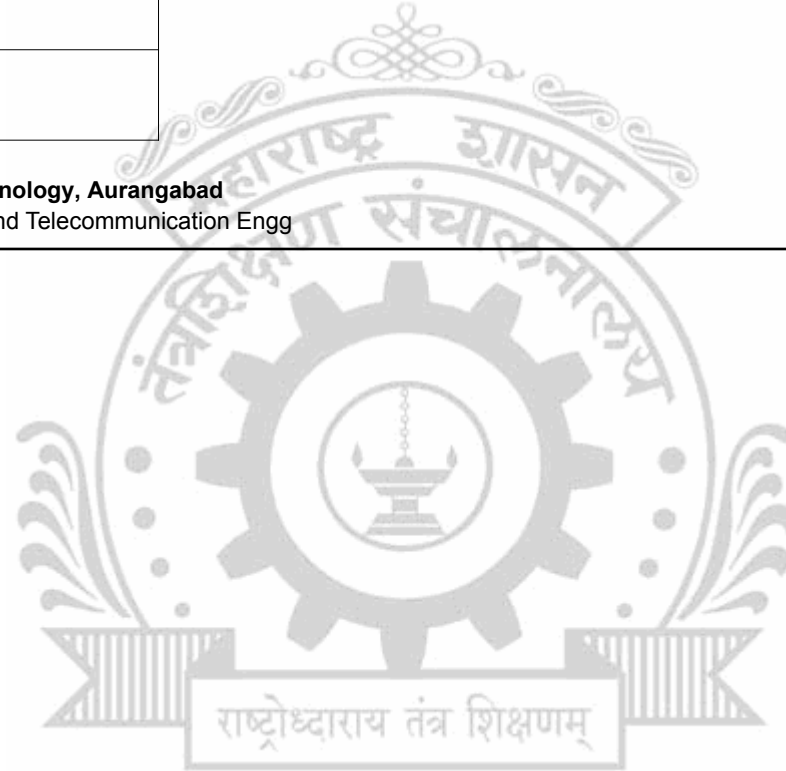 महाराष्ट्र शासन
nology, Aurangabad
nd Telecommunication Engg
तंत्रशिक्षण संचालनालय
राष्ट्रोध्दाराय तंत्र शिक्षणम्